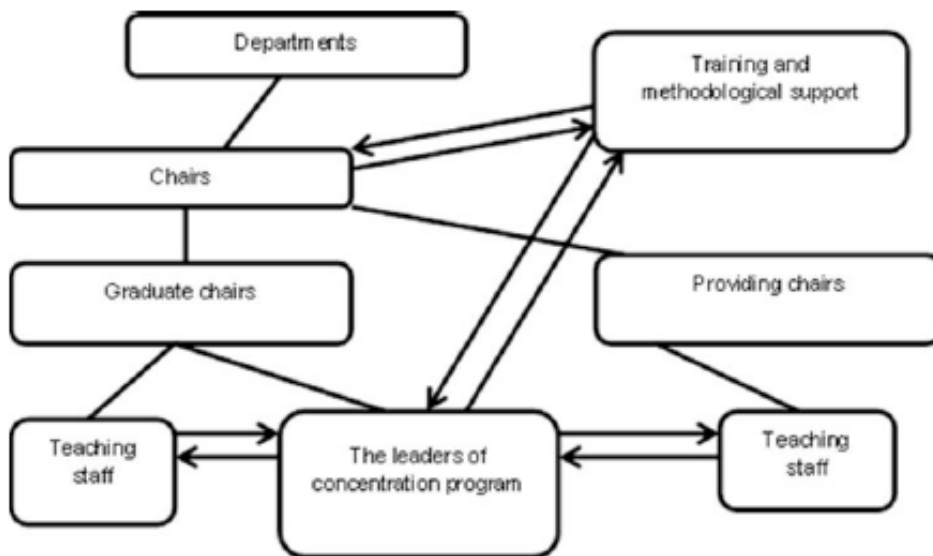 Departments
Training and
methodological support
Chairs
Graduate chairs
Providing chairs
Teaching
staff
The leaders of
concentration program
Teaching
staff